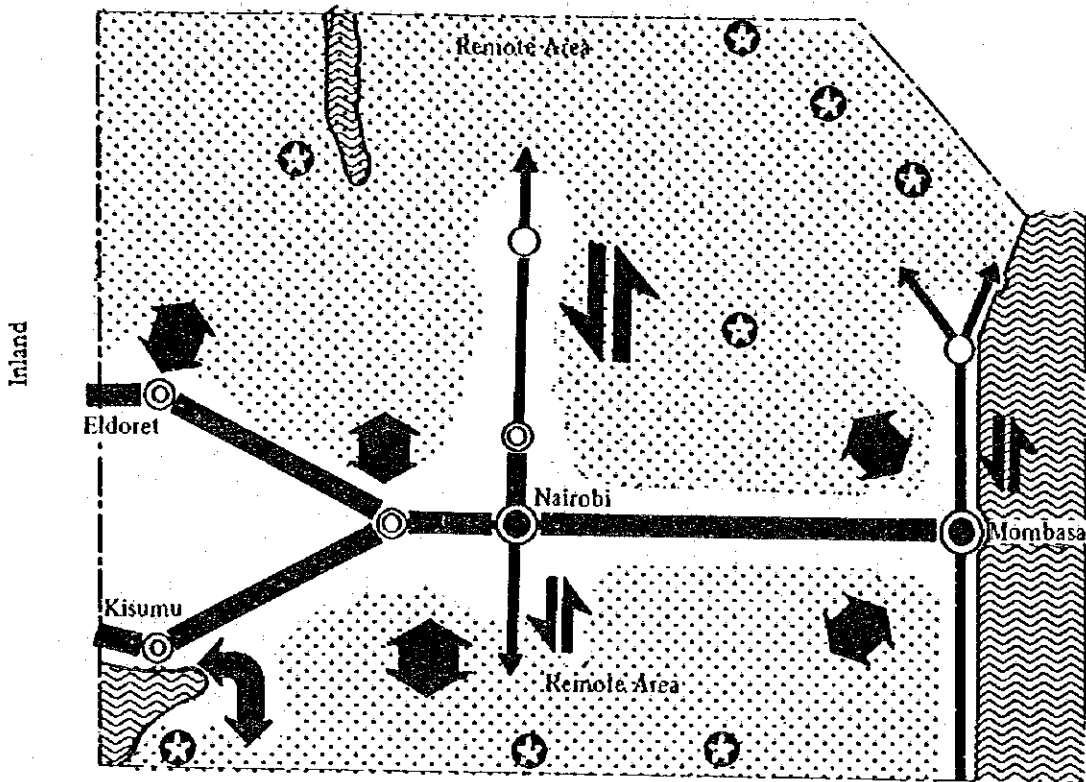 Remote Area
Inland
Eldoret
Nairobi
Mombasa
Kisumu
Remote Area